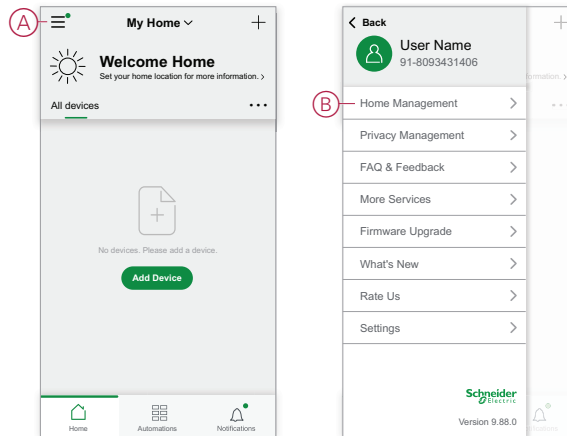 A
My Home
Welcome Home
Set your home location for more information. >
All devices
No devices. Please add a device.
Add Device
Home
Automations
Notifications
Back
User Name
91-8093431406
B
Home Management
Privacy Management
FAQ & Feedback
More Services
Firmware Upgrade
What's New
Rate Us
Settings
Schneider
Electric
Version 9.88.0
formation. >